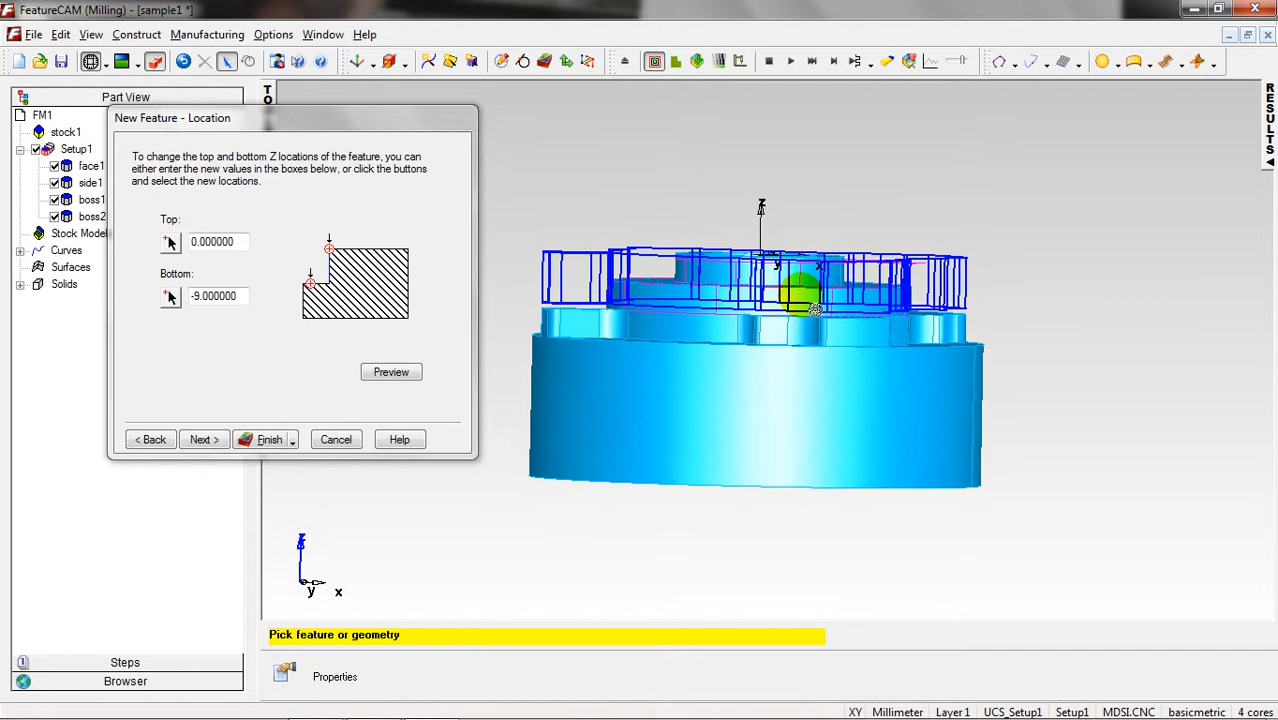 FeatureCAM (Milling) - [sample1 *]
File Edit View Construct Manufacturing Options Window Help
Part View
FM1
stock1
Setup1
face1
side1
boss1
boss2
Stock Model
Curves
Surfaces
Solids
Steps
Browser
TO
New Feature - Location
To change the top and bottom Z locations of the feature, you can
either enter the new values in the boxes below, or click the buttons
and select the new locations.
Top:
0.000000
Bottom:
-9.000000
Preview
< Back Next > Finish Cancel Help
z
y x
z
y x
RESULTS
Pick feature or geometry
Properties
XY Millimeter Layer1 UCS_Setup1 Setup1 MDSI.CNC basicmetric 4 cores